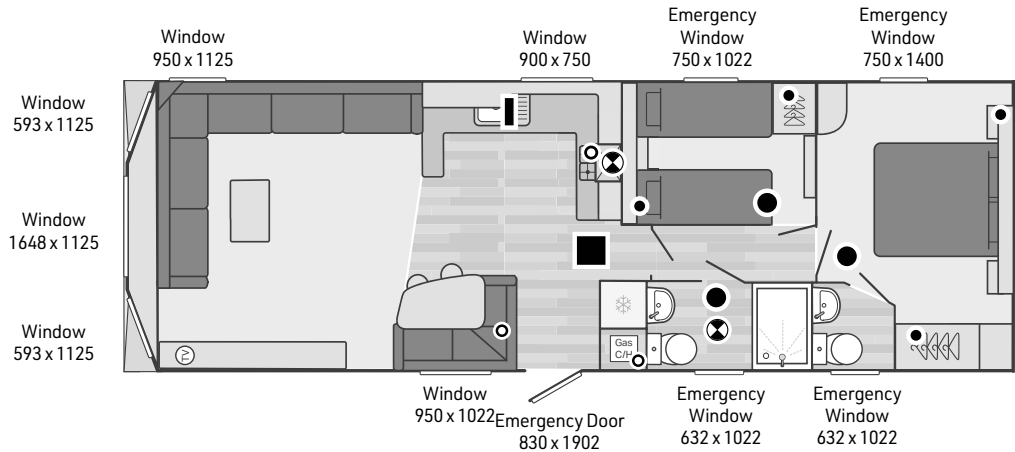 Emergency
Window
750 x 1022
Emergency
Window
750 x 1400
Window
950 x 1125
Window
900 x 750
Window
593 x 1125
Window
1648 x 1125
Window
593 x 1125
TV
Gas
C/H
Window
950 x 1022
Emergency Door
830 x 1902
Emergency
Window
632 x 1022
Emergency
Window
632 x 1022